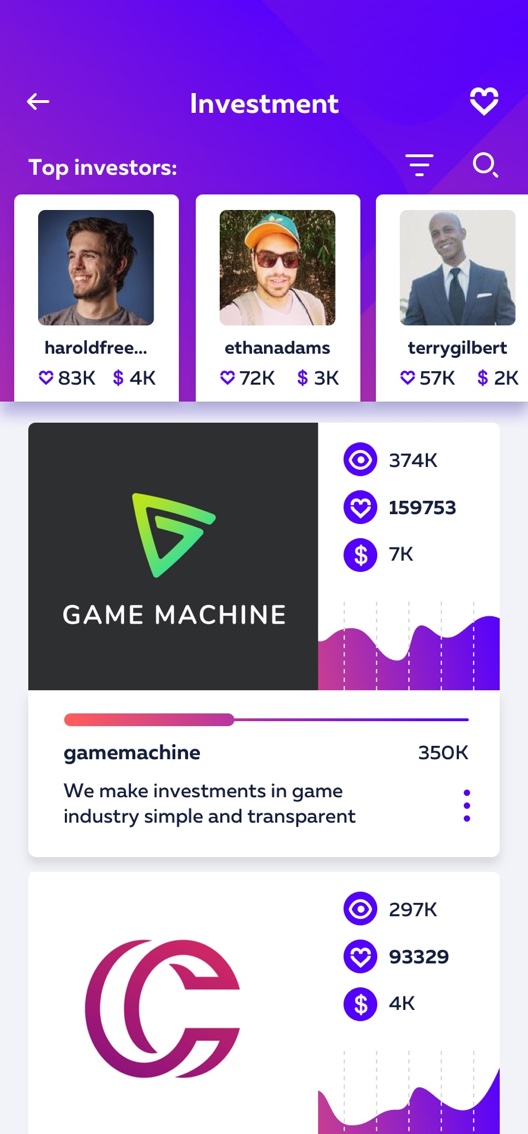 Investment
Top investors:
haroldfree...
83K $ 4K
ethanadams
72K $ 3K
terrygilbert
57K $ 2K
374K
159753
$ 7K
GAME MACHINE
gamemachine 350K
We make investments in game
industry simple and transparent
297K
93329
$ 4K